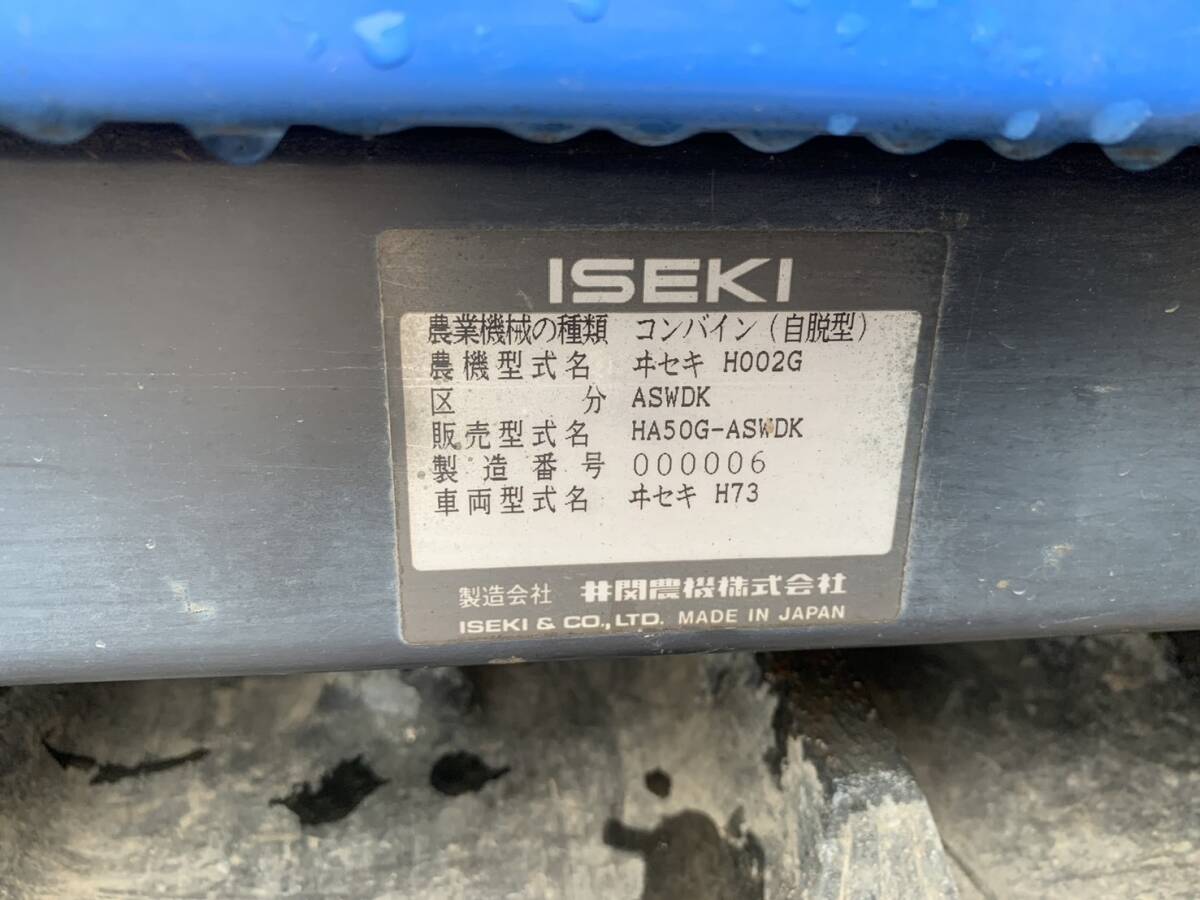 ISEKI
農業機械の種類 コンバイン(自脱型)
農機型式名 ヰセキ H002G
区分 ASWDK
販売型式名 HA50G-ASWDK
製造番号 000006
車両型式名 ヰセキ H73
製造会社 井関農機株式会社
ISEKI & CO., LTD. MADE IN JAPAN